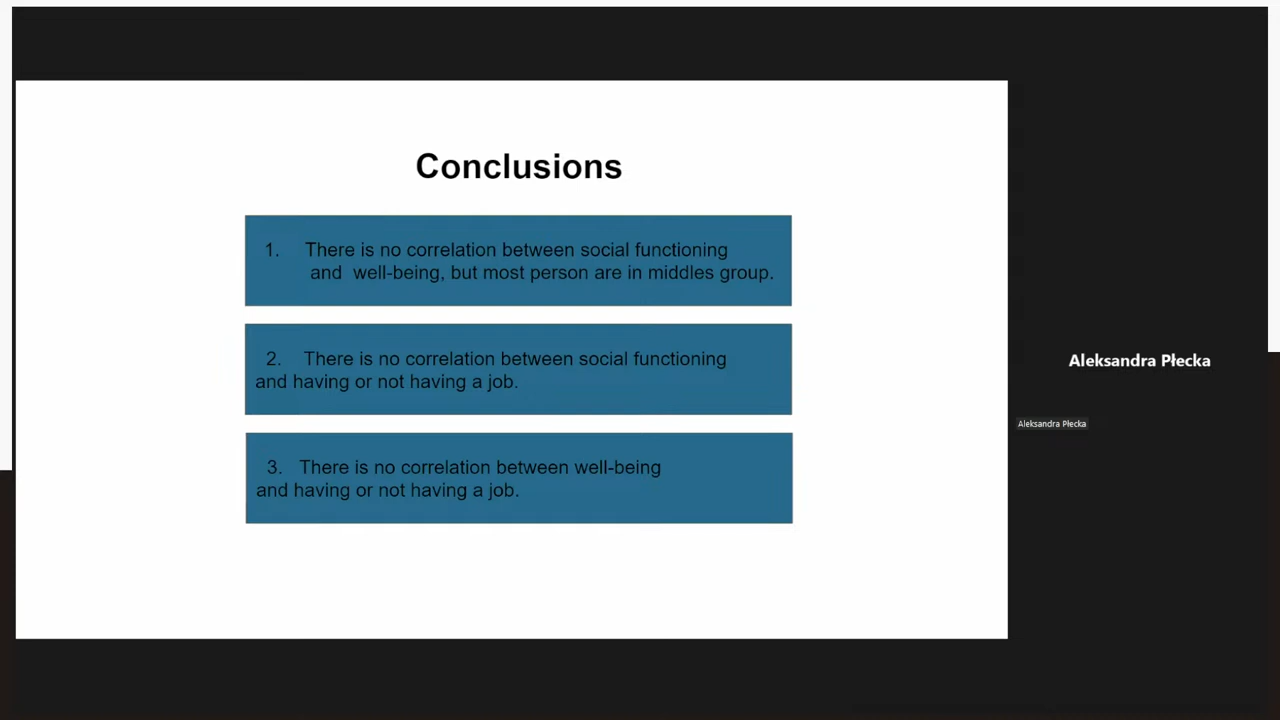 Conclusions
1. There is no correlation between social functioning
and well-being, but most person are in middles group.
2. There is no correlation between social functioning
and having or not having a job.
3. There is no correlation between well-being
and having or not having a job.
Aleksandra Płecka
Aleksandra Płecka